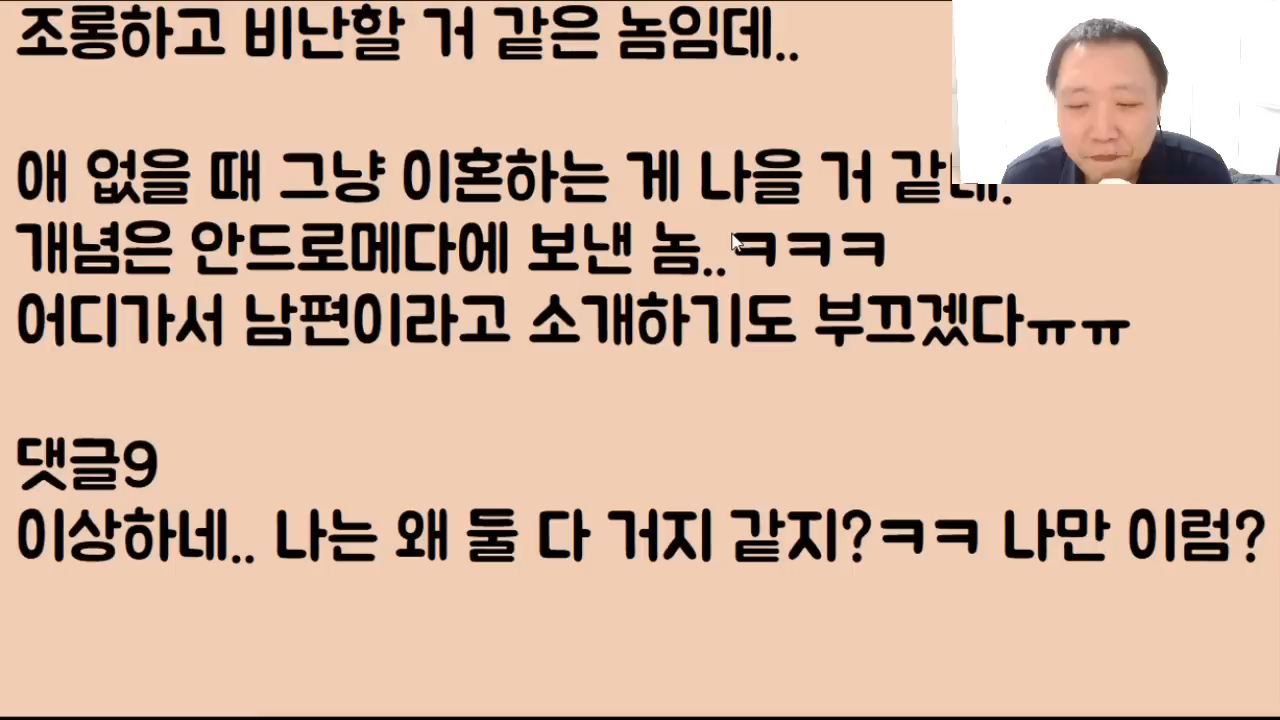 조롱하고 비난할 거 같은 놈임데..
애 없을 때 그냥 이혼하는 게 나을 거 같네.
개념은 안드로메다에 보낸 놈..ㅋㅋㅋ
어디가서 남편이라고 소개하기도 부끄겠다ㅠㅠ
댓글9
이상하네.. 나는 왜 둘 다 거지 같지?ㅋㅋ 나만 이럼?